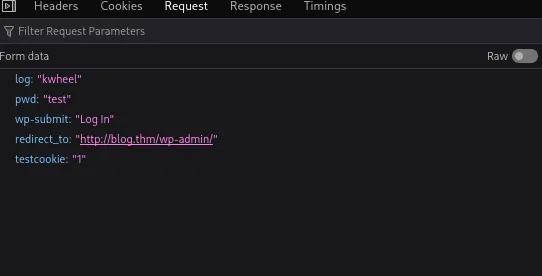 Headers Cookies Request Response Timings
Filter Request Parameters
Form data Raw
log: "kwheel"
pwd: "test"
wp-submit: "Log In"
redirect_to: "http://blog.thm/wp-admin/"
testcookie: "1"